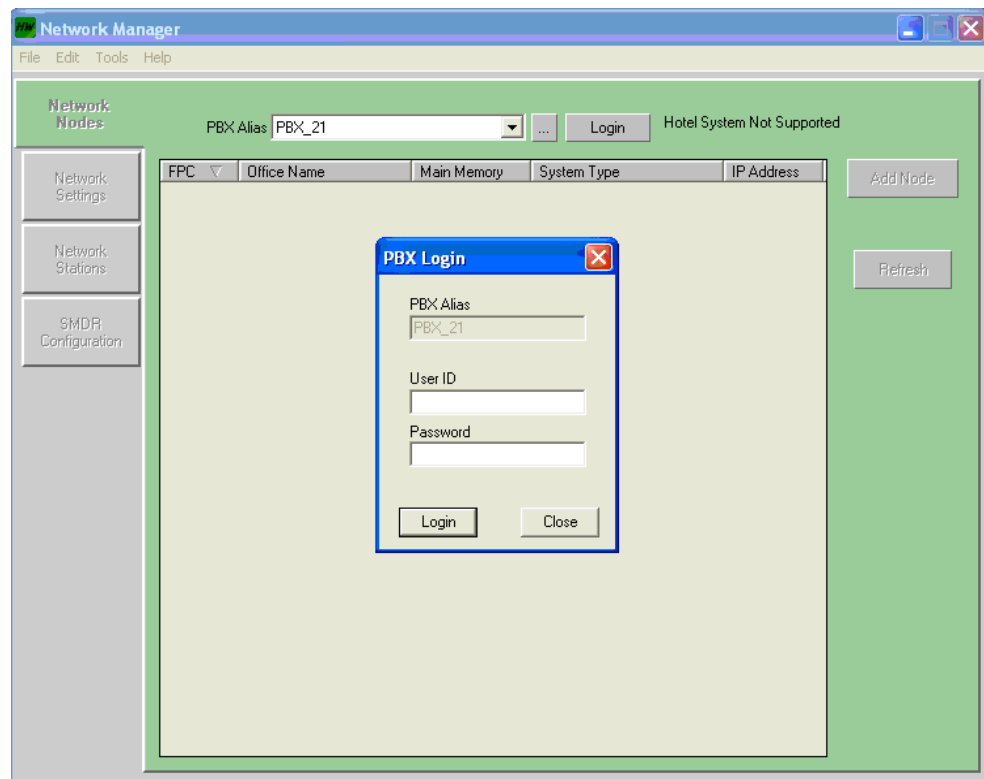 HW Network Manager
File Edit Tools Help
Network
Nodes
PBX Alias PBX_21 ... Login Hotel System Not Supported
Network
Settings
Network
Stations
SMDR
Configuration
FPC Office Name Main Memory System Type IP Address
Add Node
Refresh
PBX Login
PBX Alias
PBX_21
User ID
Password
Login Close